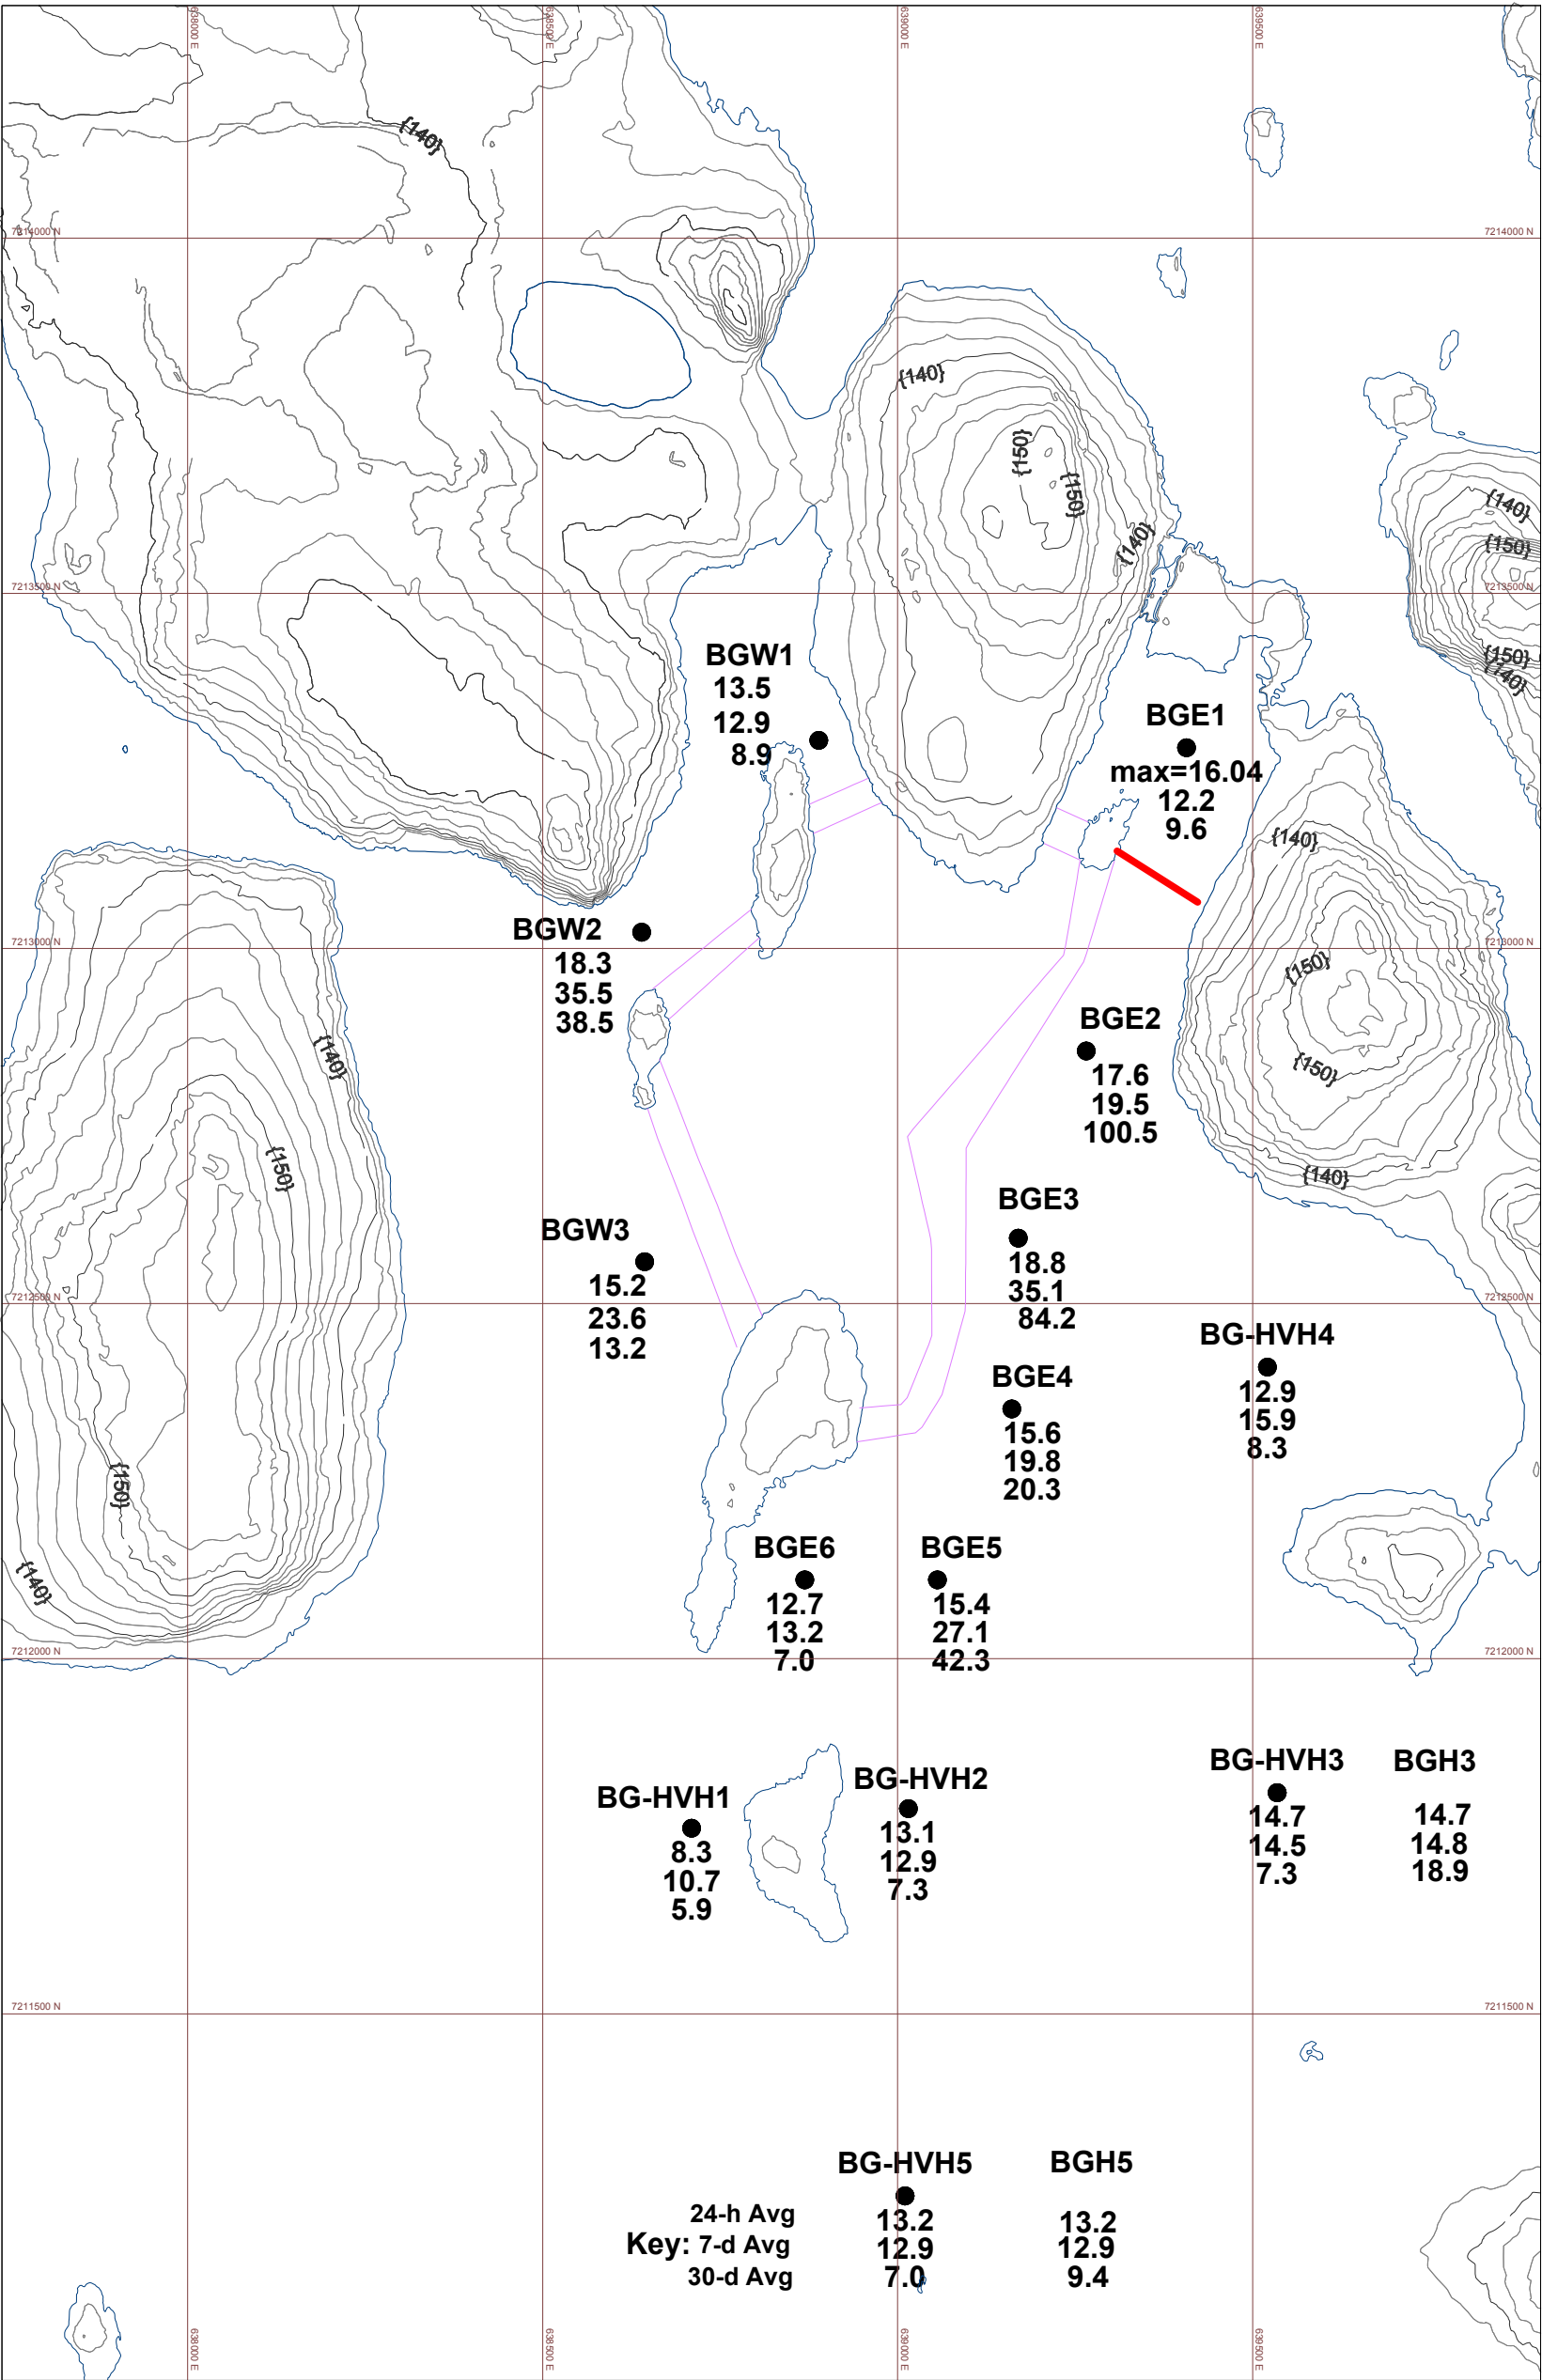 638000 E
638500 E
639000 E
639500 E
{140}
7214000 N
7214000 N
{140}
{150}
{150}
{140}
{140}
{150}
7213500 N
7213500 N
{150}
{140}
BGW1
13.5
12.9
8.9
BGE1
max=16.04
12.2
9.6
{140}
BGW2
18.3
35.5
38.5
7213000 N
7213000 N
{150}
{140}
{150}
BGE2
17.6
19.5
100.5
{150}
{140}
BGE3
18.8
35.1
84.2
BGW3
15.2
23.6
13.2
7212500 N
7212500 N
BG-HVH4
12.9
15.9
8.3
BGE4
15.6
19.8
20.3
{150}
{140}
BGE6
12.7
13.2
7.0
BGE5
15.4
27.1
42.3
7212000 N
7212000 N
BG-HVH1
8.3
10.7
5.9
BG-HVH2
13.1
12.9
7.3
BG-HVH3
14.7
14.5
7.3
BGH3
14.7
14.8
18.9
7211500 N
7211500 N
BG-HVH5
13.2
12.9
7.0
BGH5
13.2
12.9
9.4
24-h Avg
Key: 7-d Avg
30-d Avg
638000 E
638500 E
639000 E
639500 E